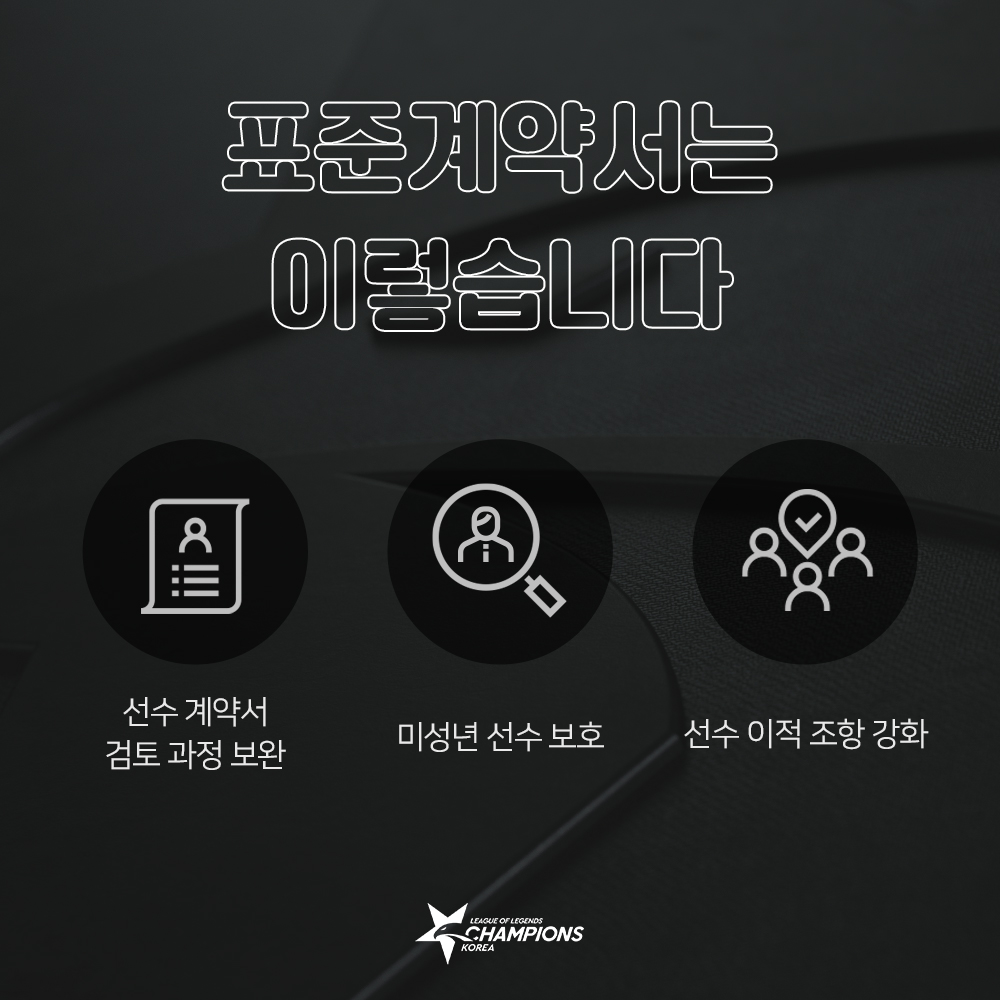 표준계약서는
이렇습니다
선수 계약서
검토 과정 보완
미성년 선수 보호
선수 이적 조항 강화
LEAGUE OF LEGENDS
CHAMPIONS
KOREA